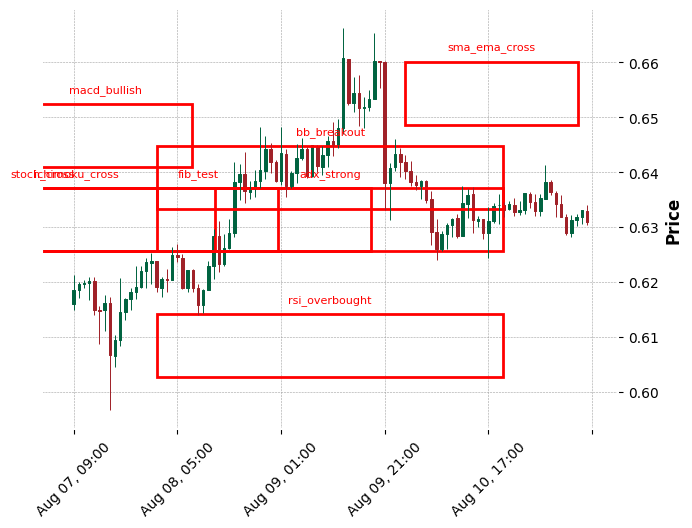 sma_ema_cross
macd_bullish
bb_breakout
stoch_cross
ichimoku_cross
fib_test
adx_strong
rsi_overbought
0.66
0.65
0.64
0.63
0.62
0.61
0.60
Price
Aug 07, 09:00
Aug 08, 05:00
Aug 09, 01:00
Aug 09, 21:00
Aug 10, 17:00